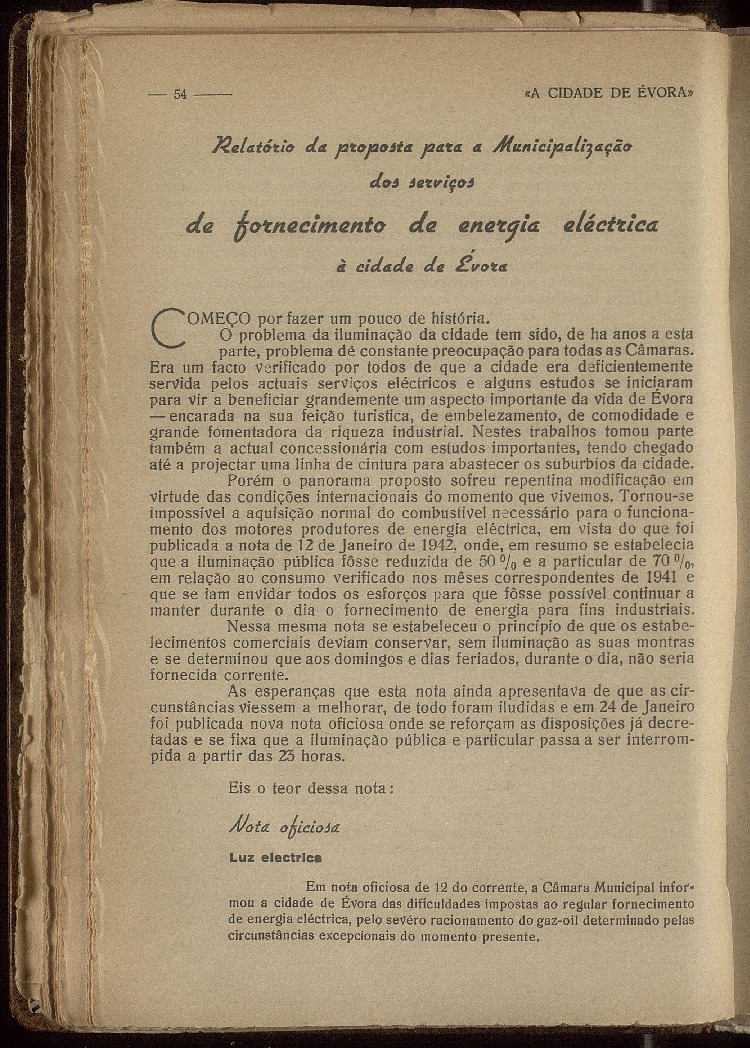 — 54 —
«A CIDADE DE ÉVORA»
Relatório da proposta para a Municipalização
dos serviços
de fornecimento de energia eléctrica
à cidade de Évora
COMEÇO por fazer um pouco de história.
O problema da iluminação da cidade tem sido, de ha anos a esta
parte, problema dé constante preocupação para todas as Câmaras.
Era um facto verificado por todos de que a cidade era deficientemente
servida pelos actuais serviços eléctricos e alguns estudos se iniciaram
para vir a beneficiar grandemente um aspecto importante da vida de Évora
— encarada na sua feição turistica, de embelezamento, de comodidade e
grande fomentadora da riqueza industrial. Nestes trabalhos tomou parte
também a actual concessionária com estudos importantes, tendo chegado
até a projectar uma linha de cintura para abastecer os suburbios da cidade.
Porém o panorama proposto sofreu repentina modificação em
virtude das condições internacionais do momento que vivemos. Tornou-se
impossível a aquisição normal do combustivel necessário para o funciona-
mento dos motores produtores de energia eléctrica, em vista do que foi
publicada a nota de 12 de Janeiro de 1942, onde, em resumo se estabelecia
que a iluminação pública fôsse reduzida de 50 % e a particular de 70 %,
em relação ao consumo verificado nos mêses correspondentes de 1941 e
que se iam envidar todos os esforços para que fôsse possível continuar a
manter durante o dia o fornecimento de energia para fins industriais.
Nessa mesma nota se estabeleceu o princípio de que os estabe-
lecimentos comerciais deviam conservar, sem iluminação as suas montras
e se determinou que aos domingos e dias feriados, durante o dia, não seria
fornecida corrente.
As esperanças que esta nota ainda apresentava de que as cir-
cunstâncias viessem a melhorar, de todo foram iludidas e em 24 de Janeiro
foi publicada nova nota oficiosa onde se reforçam as disposições já decre-
tadas e se fixa que a iluminação pública e particular passa a ser interrom-
pida a partir das 23 horas.
Eis o teor dessa nota :
Nota oficiosa
Luz electrica
Em nota oficiosa de 12 do corrente, a Câmara Municipal infor-
mou a cidade de Évora das dificuldades impostas ao regular fornecimento
de energia eléctrica, pelo sevéro racionamento do gaz-oil determinado pelas
circunstâncias excepcionais do momento presente.